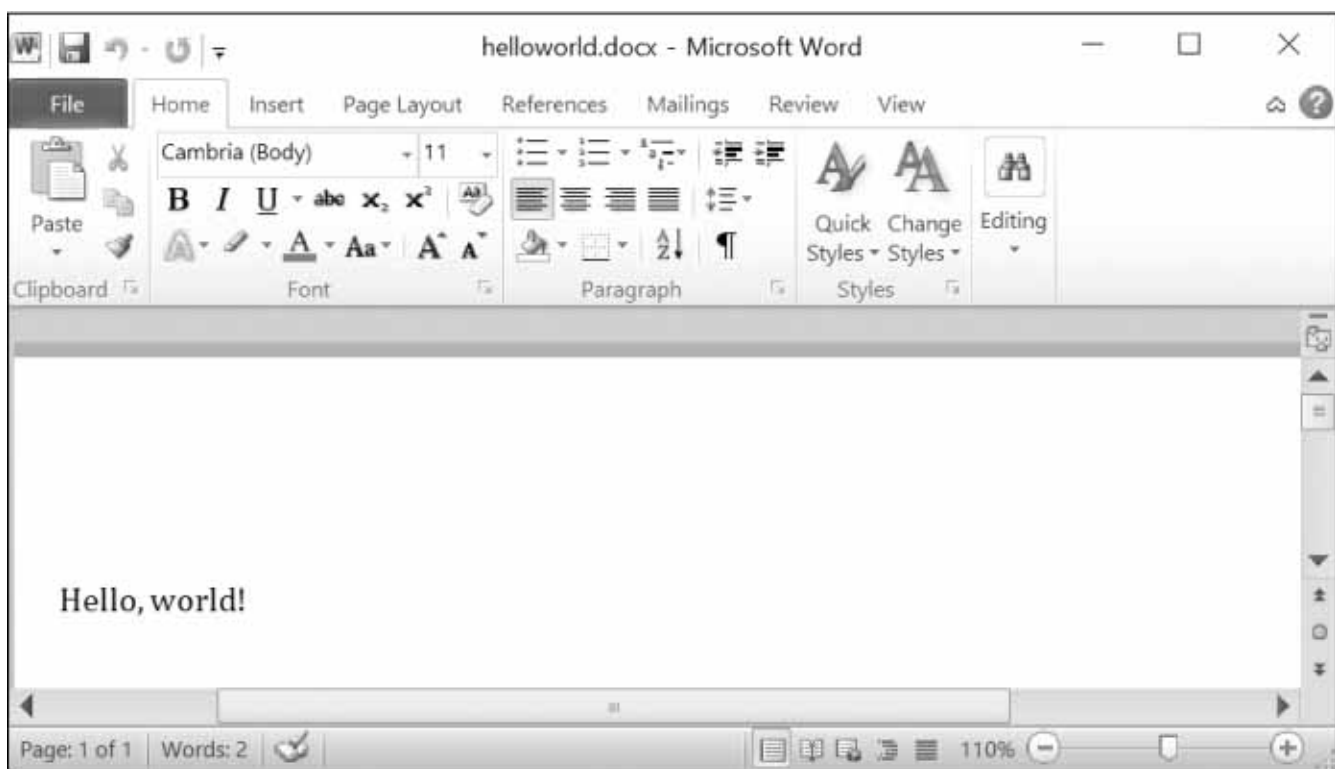 helloworld.docx - Microsoft Word
File Home Insert Page Layout References Mailings Review View
Cambria (Body) 11
B I U abc x₂ x²
A Aa A A
Paste Quick Styles Change Styles Editing
Clipboard Font Paragraph Styles
Hello, world!
Page: 1 of 1 Words: 2 110%